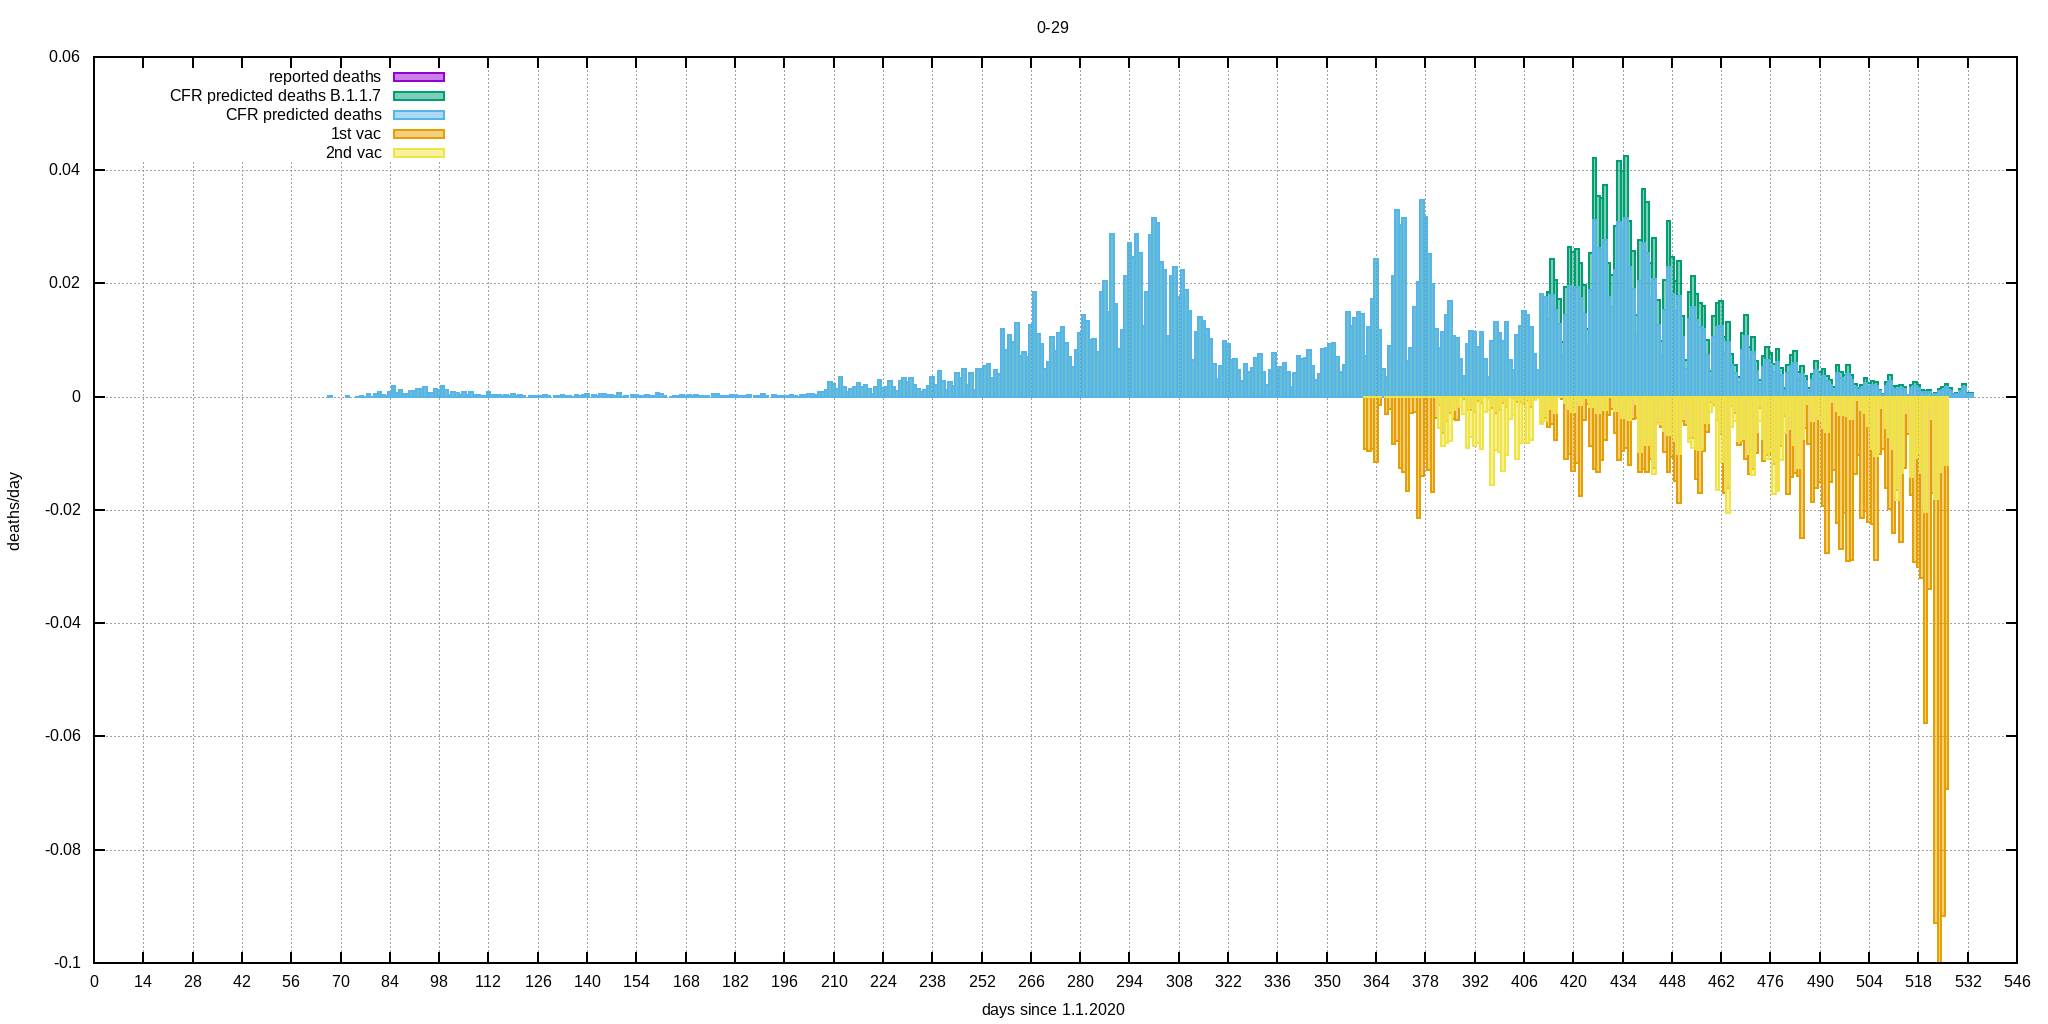 0-29
0.06
0.04
0.02
0
-0.02
-0.04
-0.06
-0.08
-0.1
deaths/day
reported deaths
CFR predicted deaths B.1.1.7
CFR predicted deaths
1st vac
2nd vac
0 14 28 42 56 70 84 98 112 126 140 154 168 182 196 210 224 238 252 266 280 294 308 322 336 350 364 378 392 406 420 434 448 462 476 490 504 518 532 546
days since 1.1.2020